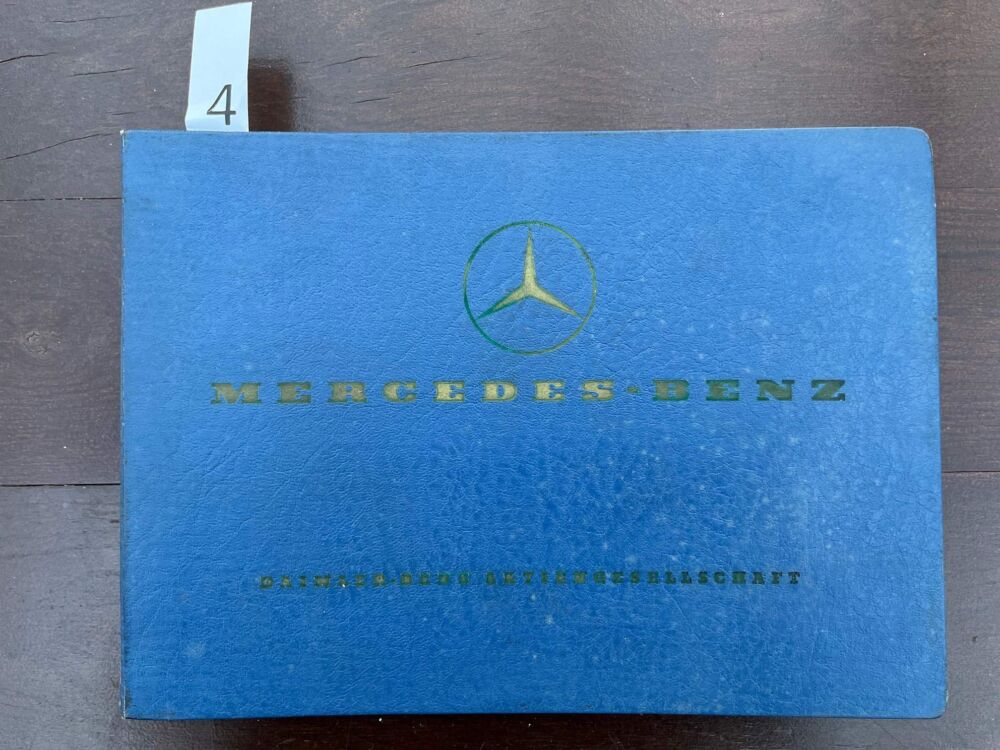 4
MERCEDES-BENZ
DAIMLER-BENZ AKTIENGESELLSCHAFT